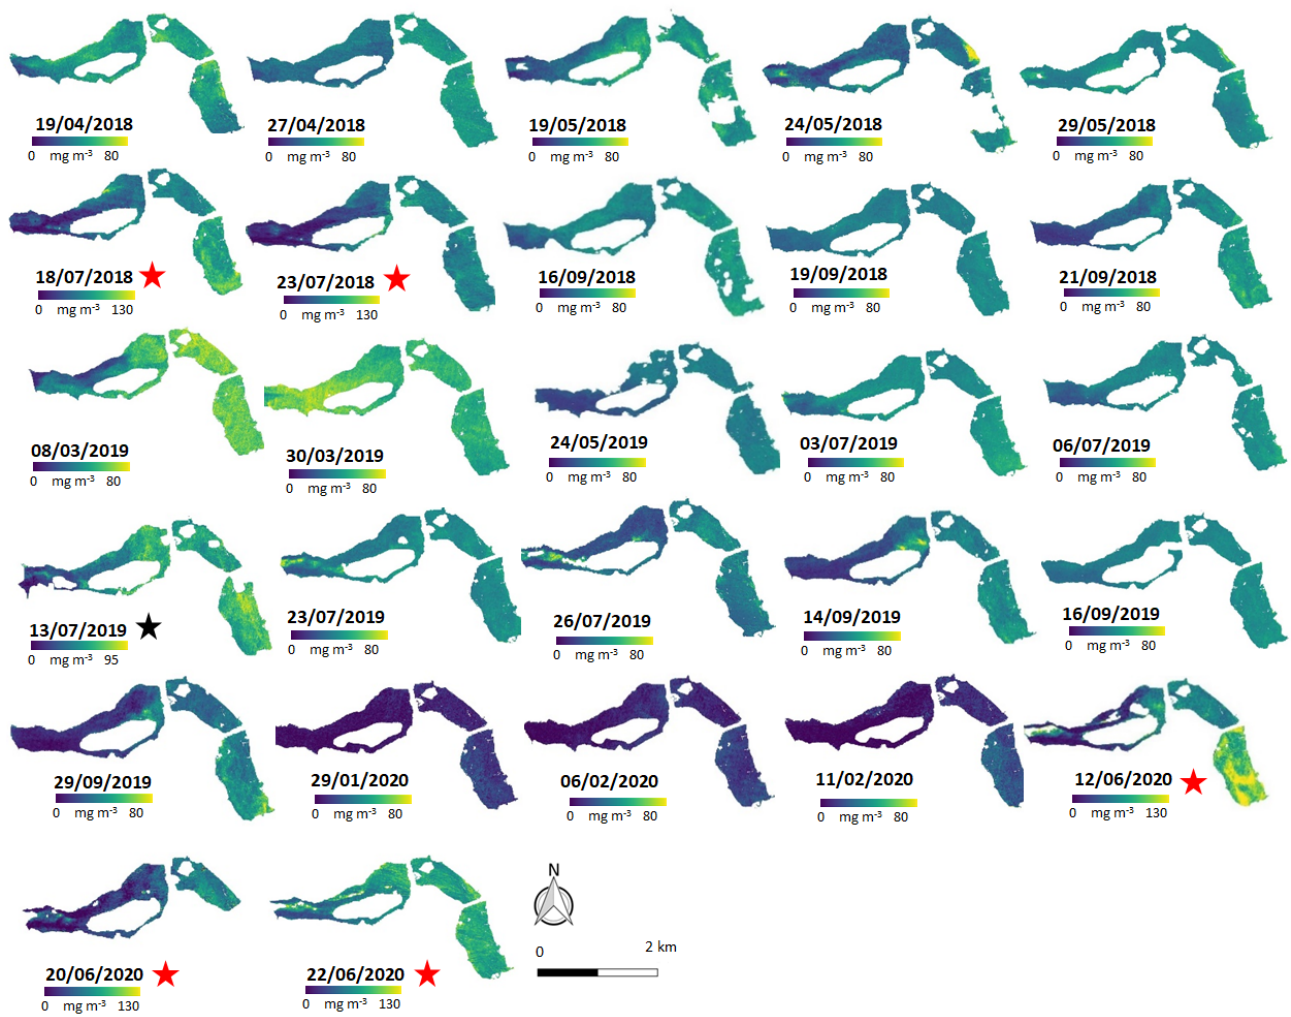 19/04/2018
0 mg m⁻³ 80
27/04/2018
0 mg m⁻³ 80
19/05/2018
0 mg m⁻³ 80
24/05/2018
0 mg m⁻³ 80
29/05/2018
0 mg m⁻³ 80
18/07/2018
0 mg m⁻³ 130
23/07/2018
0 mg m⁻³ 130
16/09/2018
0 mg m⁻³ 80
19/09/2018
0 mg m⁻³ 80
21/09/2018
0 mg m⁻³ 80
08/03/2019
0 mg m⁻³ 80
30/03/2019
0 mg m⁻³ 80
24/05/2019
0 mg m⁻³ 80
03/07/2019
0 mg m⁻³ 80
06/07/2019
0 mg m⁻³ 80
13/07/2019
0 mg m⁻³ 95
23/07/2019
0 mg m⁻³ 80
26/07/2019
0 mg m⁻³ 80
14/09/2019
0 mg m⁻³ 80
16/09/2019
0 mg m⁻³ 80
29/09/2019
0 mg m⁻³ 80
29/01/2020
0 mg m⁻³ 80
06/02/2020
0 mg m⁻³ 80
11/02/2020
0 mg m⁻³ 80
12/06/2020
0 mg m⁻³ 130
20/06/2020
0 mg m⁻³ 130
22/06/2020
0 mg m⁻³ 130
N
0 2 km